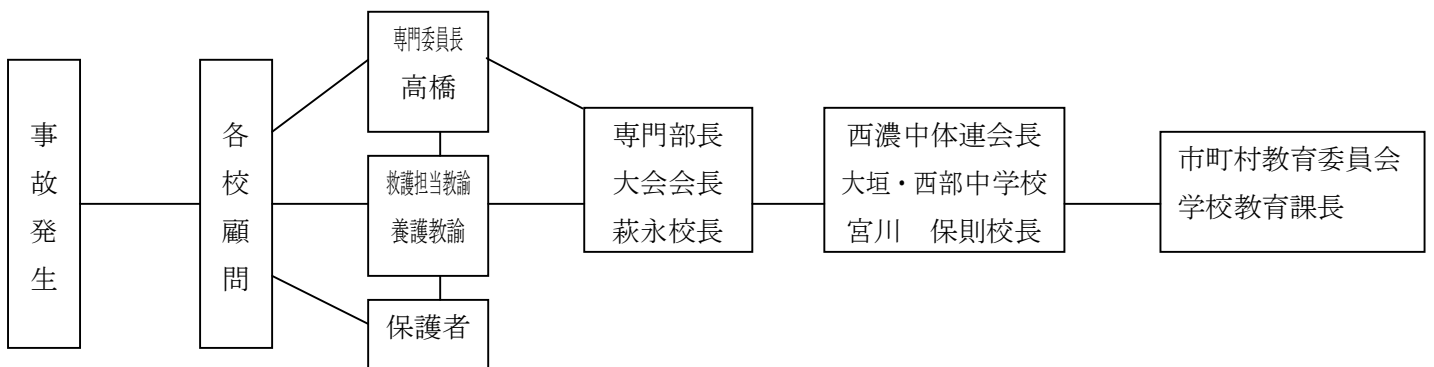 事故発生
各校顧問
専門委員長
高橋
救護担当教諭
養護教諭
保護者
専門部長
大会会長
萩永校長
西濃中体連会長
大垣・西部中学校
宮川　保則校長
市町村教育委員会
学校教育課長